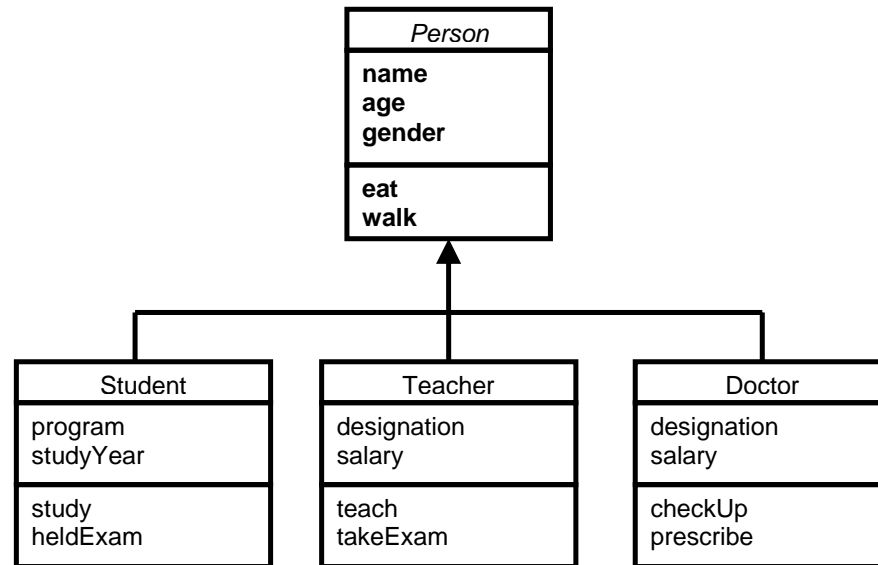 Person
name
age
gender
eat
walk
Student
program
studyYear
study
heldExam
Teacher
designation
salary
teach
takeExam
Doctor
designation
salary
checkUp
prescribe